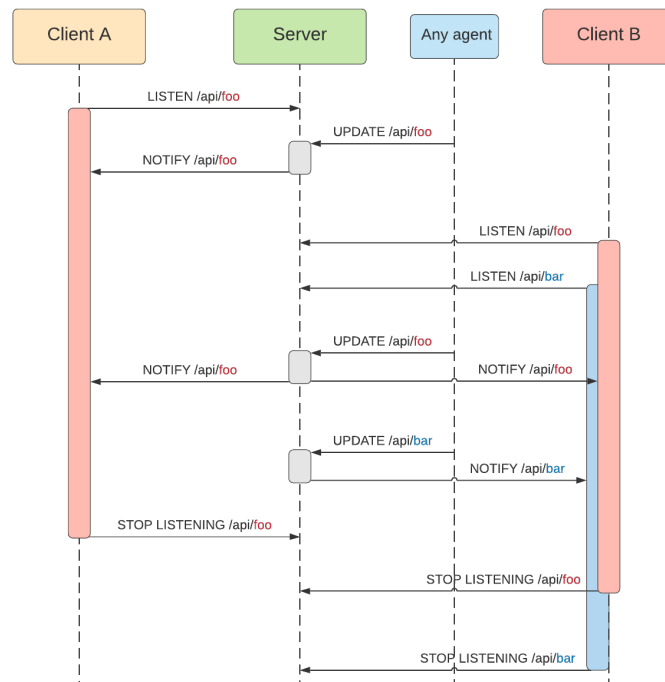 Client A
Server
Any agent
Client B
LISTEN /api/foo
UPDATE /api/foo
NOTIFY /api/foo
LISTEN /api/foo
LISTEN /api/bar
UPDATE /api/foo
NOTIFY /api/foo
NOTIFY /api/foo
UPDATE /api/bar
NOTIFY /api/bar
STOP LISTENING /api/foo
STOP LISTENING /api/foo
STOP LISTENING /api/bar